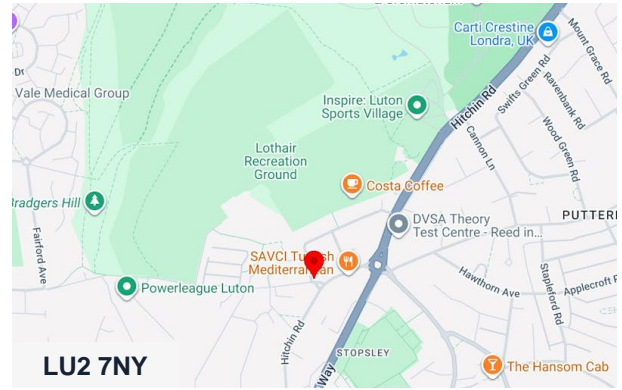 Carti Crestine
Londra, UK
Mount Grace Rd
Swifts Green Rd
Ravenbank Rd
Vale Medical Group
Inspire: Luton
Sports Village
Hitchin Rd
Cannon Ln
Wood Green Rd
Lothair
Recreation
Ground
Costa Coffee
Bradgers Hill
DVSA Theory
Test Centre - Reed in...
PUTTER
Fairford Ave
SAVCI Turkish
Mediterranean
Hawthorn Ave
Stapleford Rd
Applecroft R
Powerleague Luton
Hitchin Rd
STOPSLEY
Way
The Hansom Cab
LU2 7NY